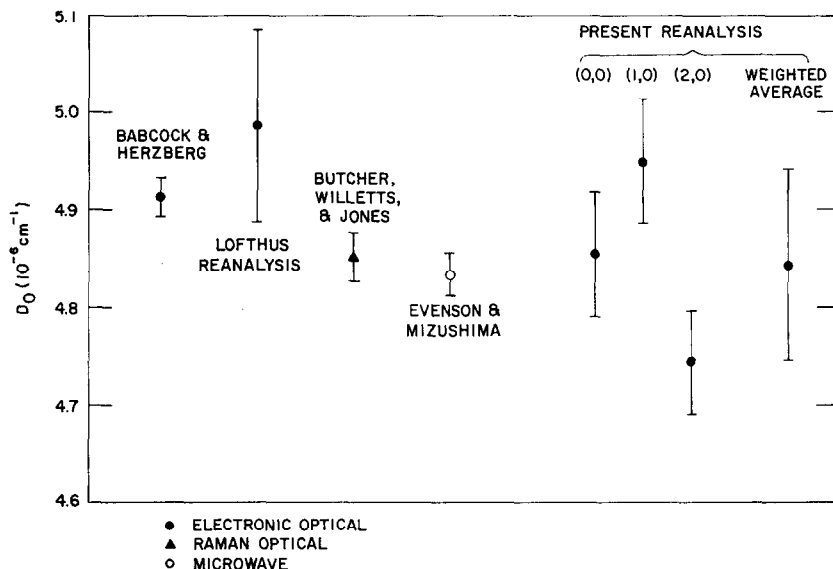 5.1
5.0
4.9
4.8
4.7
4.6
D₀ (10⁻⁶ cm⁻¹)
BABCOCK &
HERZBERG
LOFTHUS
REANALYSIS
BUTCHER,
WILLETTS,
& JONES
EVENSON &
MIZUSHIMA
PRESENT REANALYSIS
(0,0) (1,0) (2,0) WEIGHTED
AVERAGE
● ELECTRONIC OPTICAL
▲ RAMAN OPTICAL
○ MICROWAVE